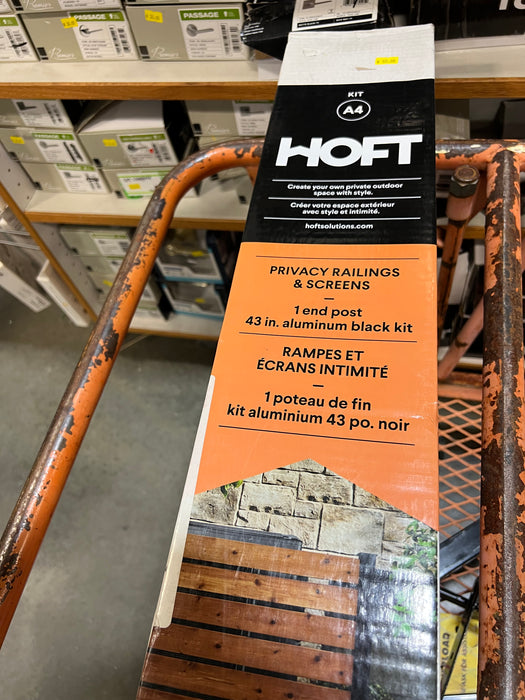 PASSAGE
PASSAGE
KIT
A4
HOFT
Create your own private outdoor
space with style.
Créer votre espace extérieur
avec style et intimité.
hoftsolutions.com
PRIVACY RAILINGS
& SCREENS
1 end post
43 in. aluminum black kit
RAMPES ET
ÉCRANS INTIMITÉ
1 poteau de fin
kit aluminium 43 po. noir